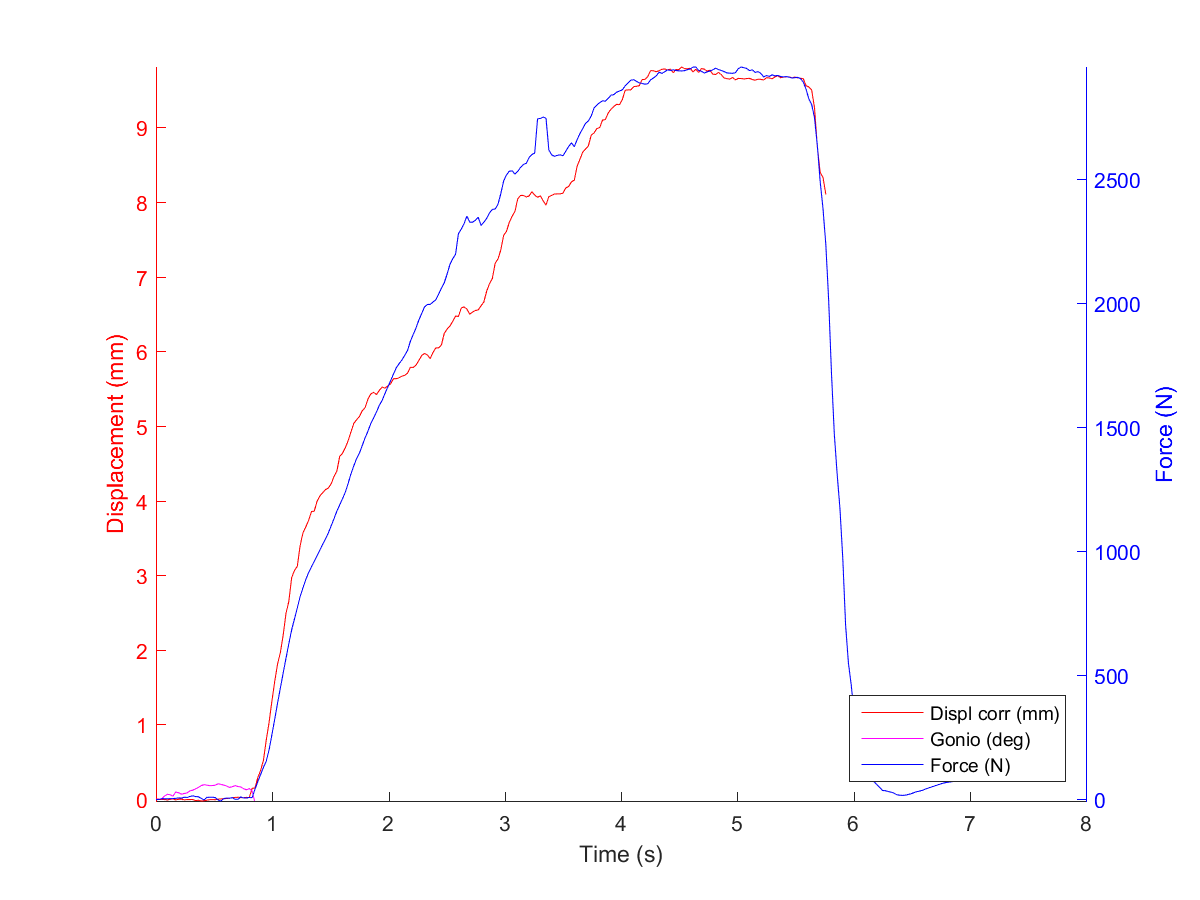 9
8
7
6
5
4
3
2
1
0
Displacement (mm)
2500
2000
1500
1000
500
0
Force (N)
Displ corr (mm)
Gonio (deg)
Force (N)
0 1 2 3 4 5 6 7 8
Time (s)